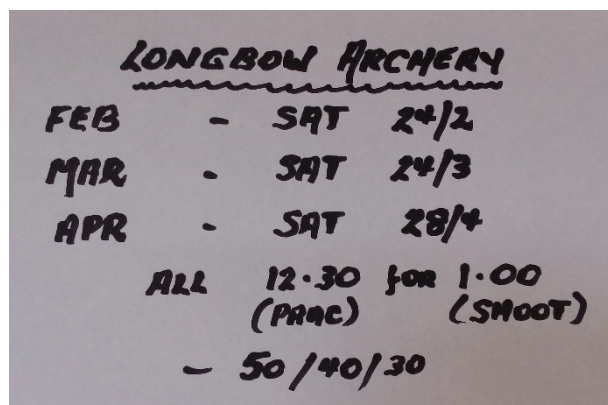 LONGBOW ARCHERY
FEB - SAT 24/2
MAR - SAT 24/3
APR - SAT 28/4
ALL 12.30 for 1.00
(PRAC) (SHOOT)
- 50/40/30